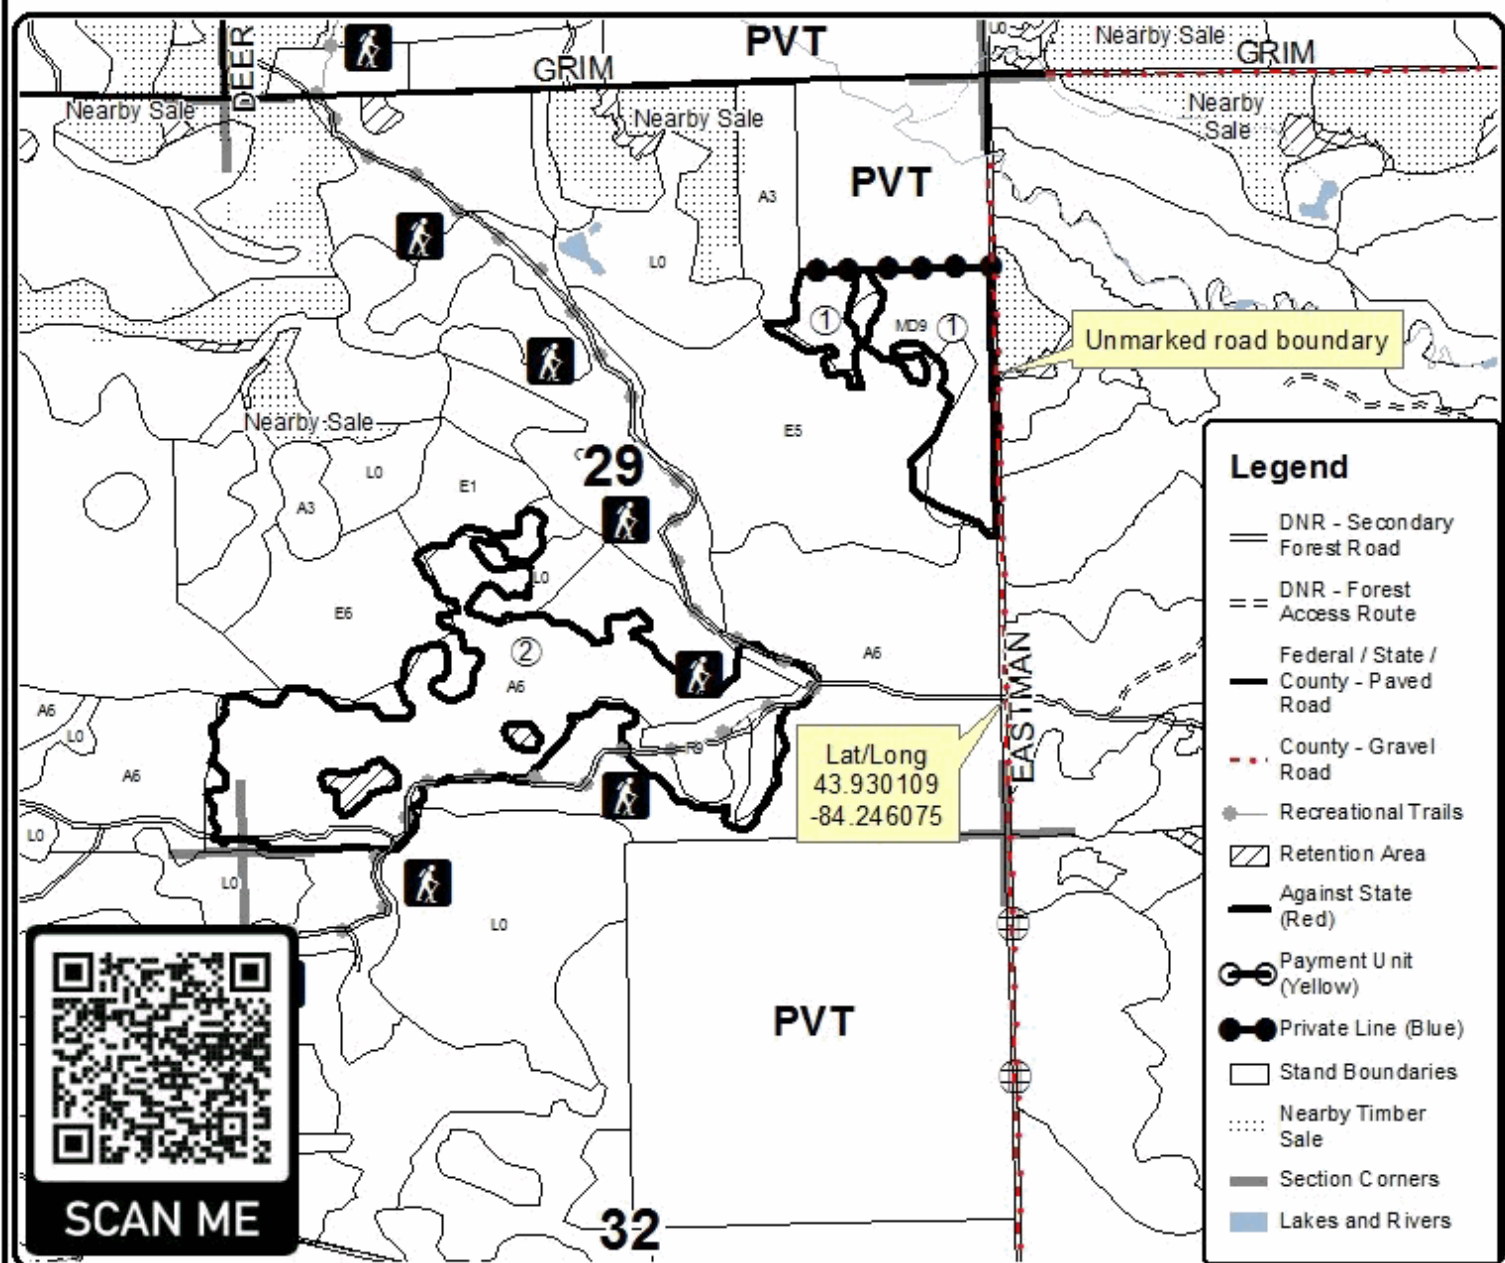 DEER
GRIM
PVT
L0
Nearby Sale
GRIM
Nearby Sale
Nearby Sale
Nearby
Sale
A3
PVT
L0
1
MD9
1
Unmarked road boundary
Nearby Sale
E5
29
L0
E1
A3
L0
E6
2
A6
A6
EASTMAN
A6
L0
A6
R9
L0
Lat/Long
43.930109
-84.246075
L0
L0
PVT
32
SCAN ME
Legend
DNR - Secondary
Forest Road
DNR - Forest
Access Route
Federal / State /
County - Paved
Road
County - Gravel
Road
Recreational Trails
Retention Area
Against State
(Red)
Payment Unit
(Yellow)
Private Line (Blue)
Stand Boundaries
Nearby Timber
Sale
Section Corners
Lakes and Rivers